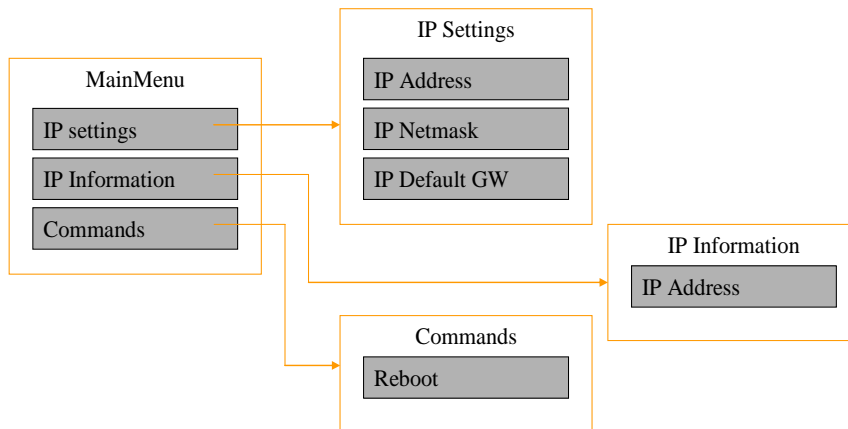 MainMenu
IP settings
IP Information
Commands
IP Settings
IP Address
IP Netmask
IP Default GW
IP Information
IP Address
Commands
Reboot